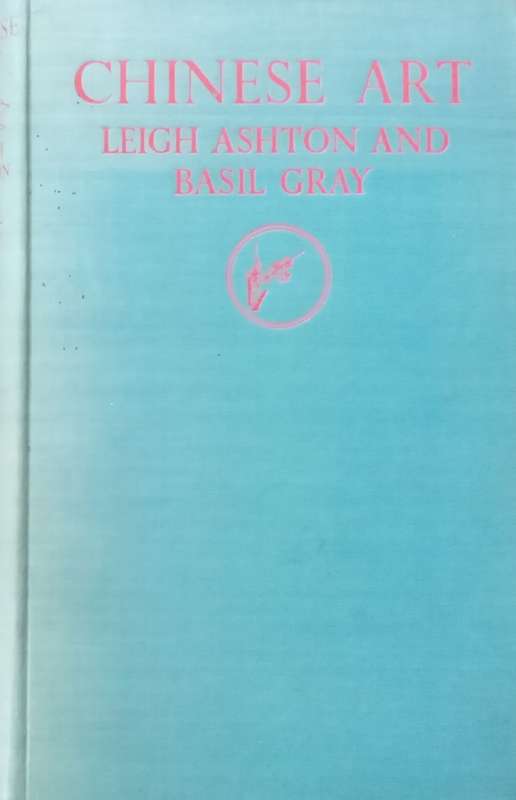 CHINESE ART
LEIGH ASHTON AND
BASIL GRAY